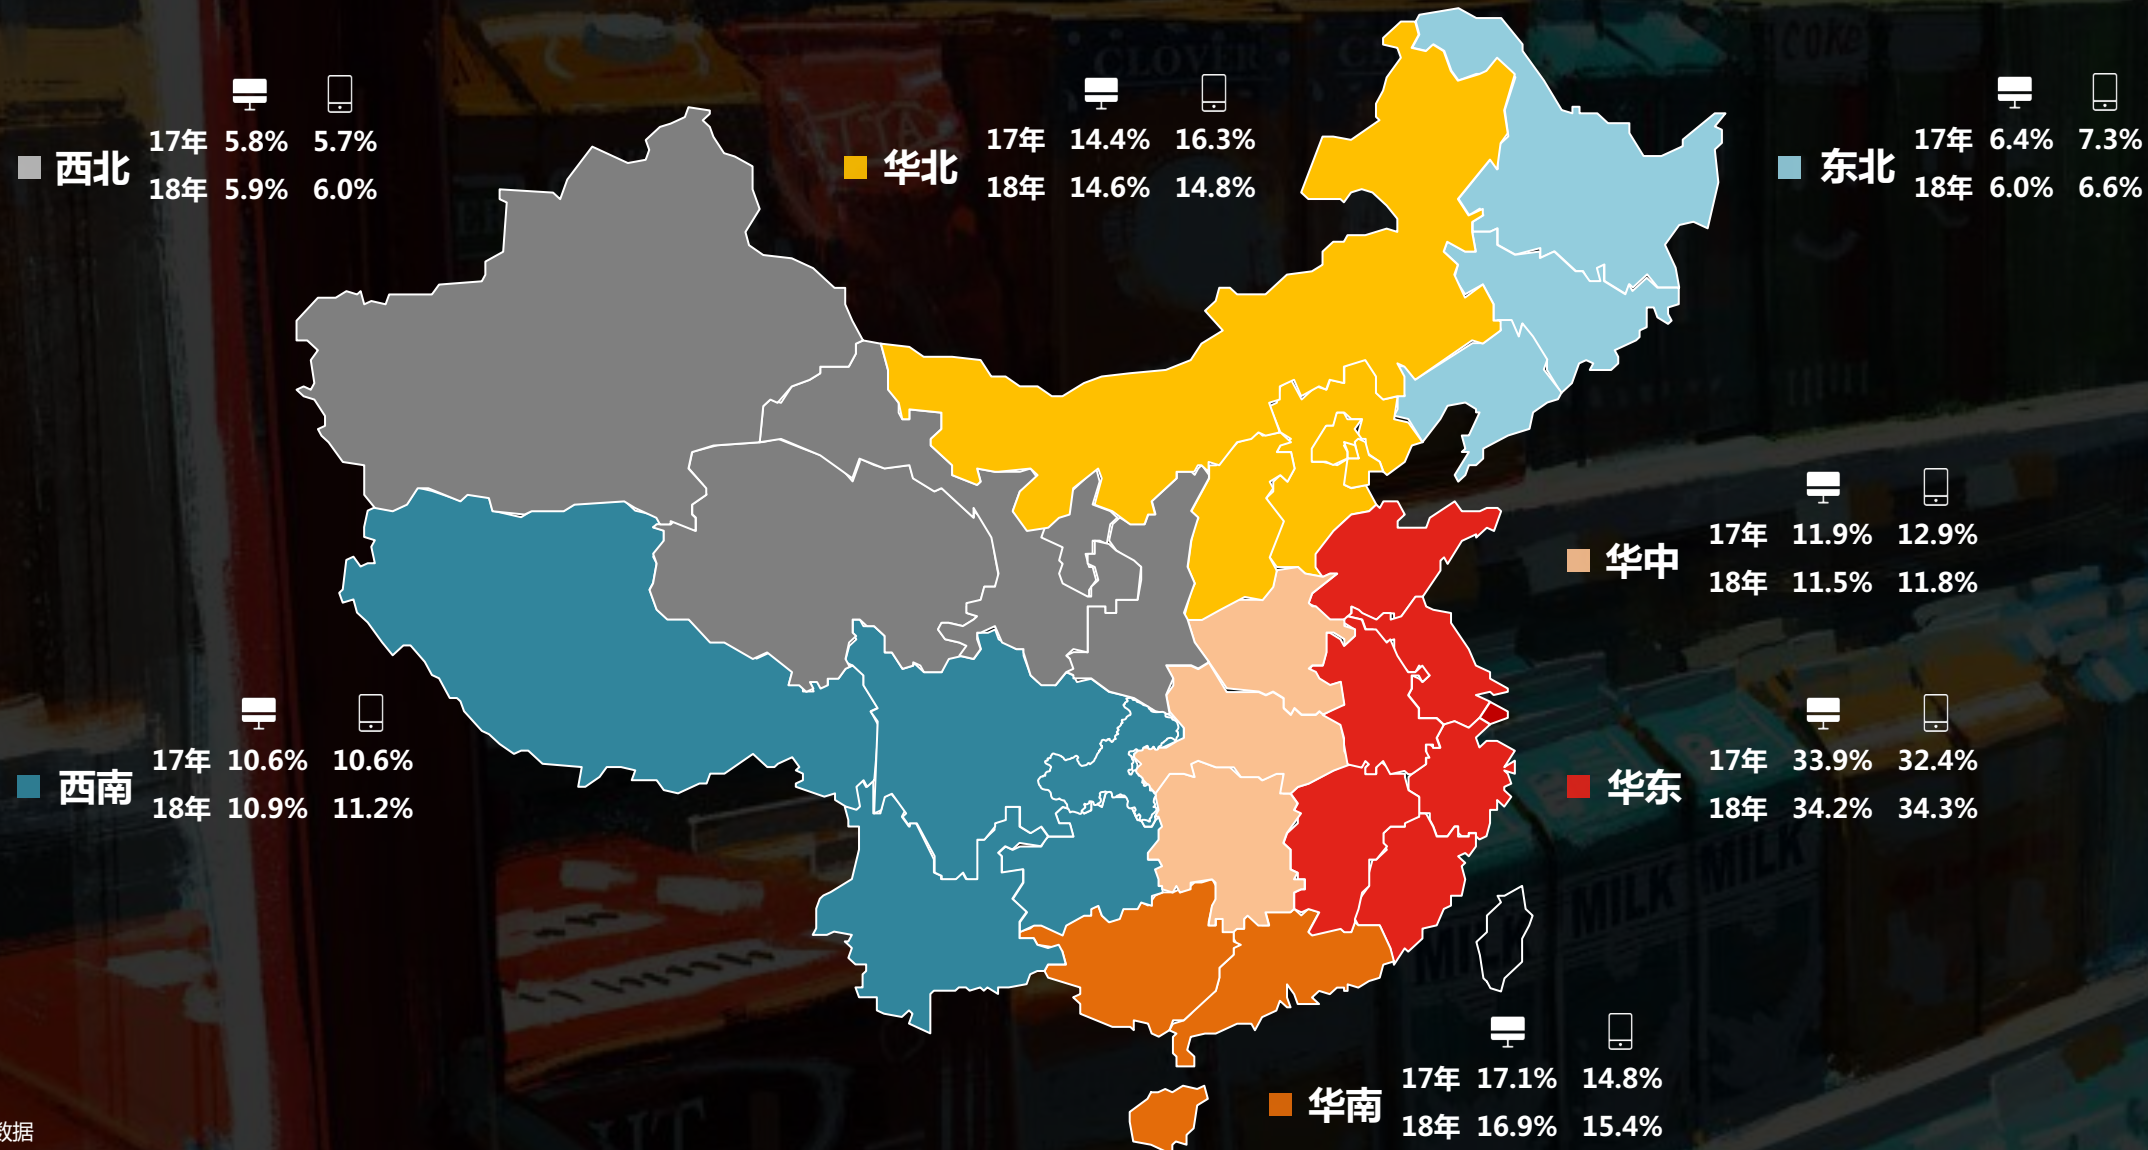 西北
17年 5.8% 5.7%
18年 5.9% 6.0%
华北
17年 14.4% 16.3%
18年 14.6% 14.8%
东北
17年 6.4% 7.3%
18年 6.0% 6.6%
华中
17年 11.9% 12.9%
18年 11.5% 11.8%
西南
17年 10.6% 10.6%
18年 10.9% 11.2%
华东
17年 33.9% 32.4%
18年 34.2% 34.3%
华南
17年 17.1% 14.8%
18年 16.9% 15.4%
数据
CLOVER
COKE
MILK
MILK
MILK